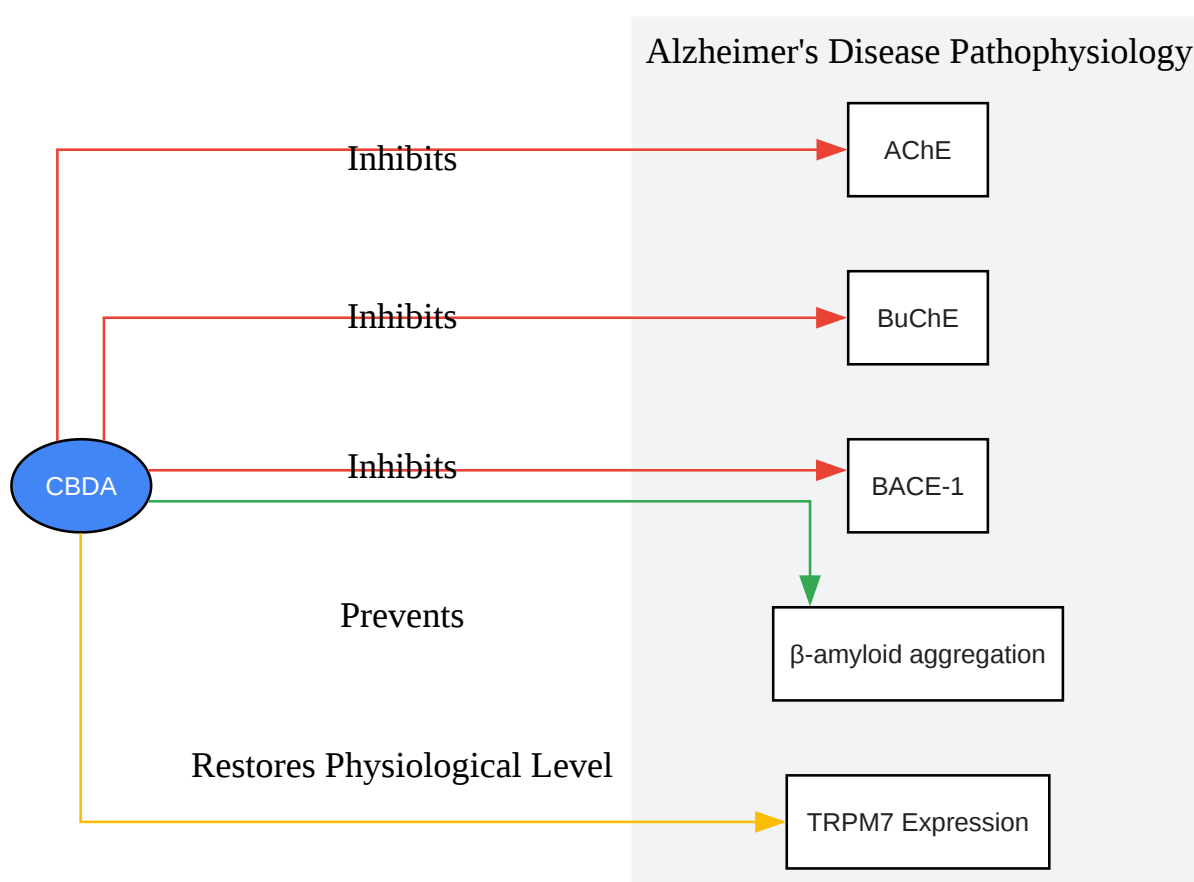 Alzheimer's Disease Pathophysiology
Inhibits
AChE
Inhibits
BuChE
Inhibits
CBDA
BACE-1
Prevents
β-amyloid aggregation
Restores Physiological Level
TRPM7 Expression